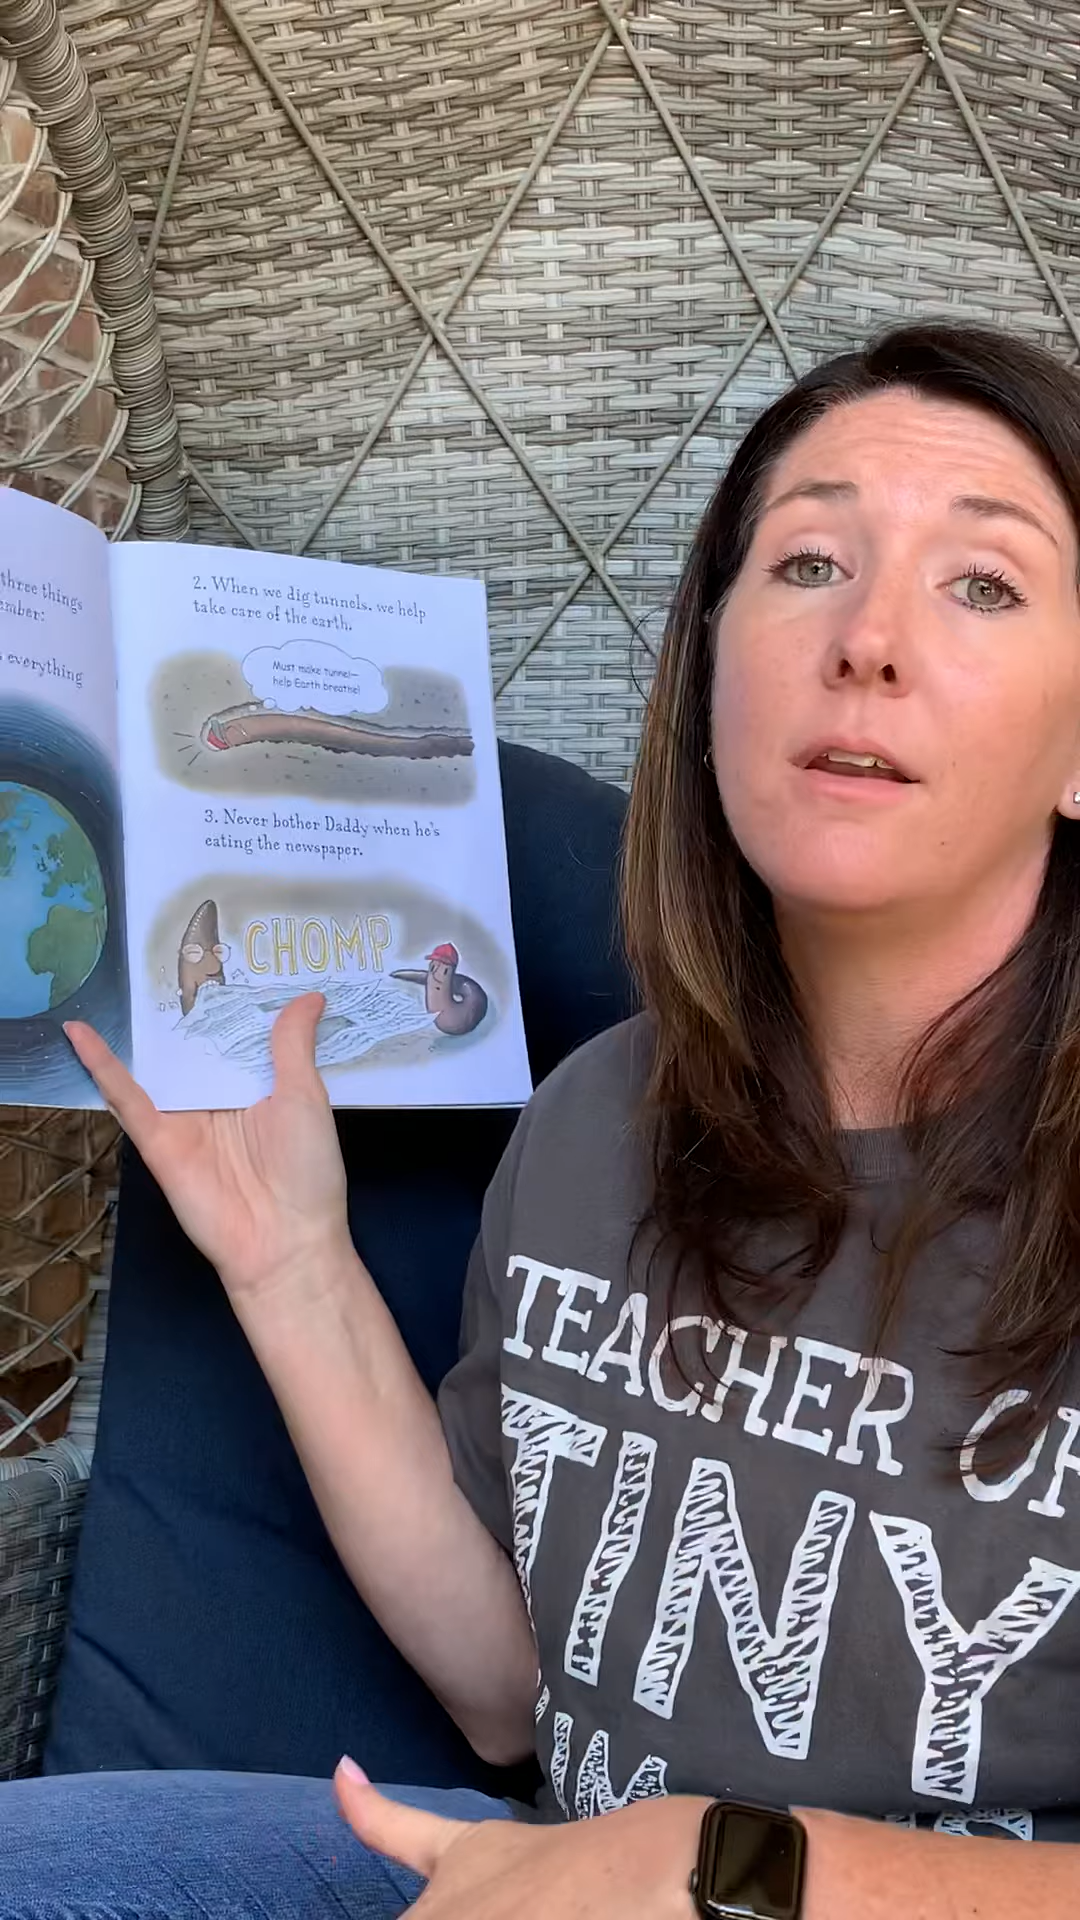 three things
ember:
everything
2. When we dig tunnels, we help
take care of the earth.
Must make tunnel—
help Earth breathe!
3. Never bother Daddy when he's
eating the newspaper.
CHOMP
TEACHER OF
TINY